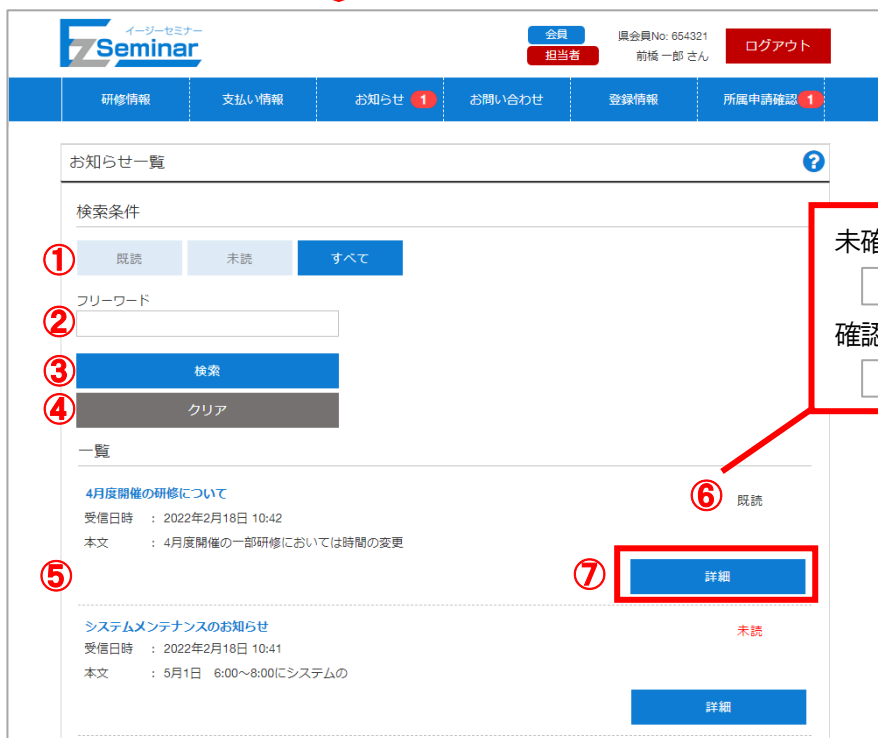 イージーセミナー
EZ Seminar
会員
担当者
県会員No: 654321
前橋 一郎 さん
ログアウト
研修情報 支払い情報 お知らせ 1 お問い合わせ 登録情報 所属申請確認 1
お知らせ一覧 ?
検索条件
① 既読 未読 すべて
フリーワード
②
③ 検索
④ クリア
未確
確認
一覧
4月度開催の研修について
⑥ 既読
受信日時 : 2022年2月18日 10:42
本文 : 4月度開催の一部研修においては時間の変更
⑤
⑦ 詳細
システムメンテナンスのお知らせ
未読
受信日時 : 2022年2月18日 10:41
本文 : 5月1日 6:00～8:00にシステムの
詳細